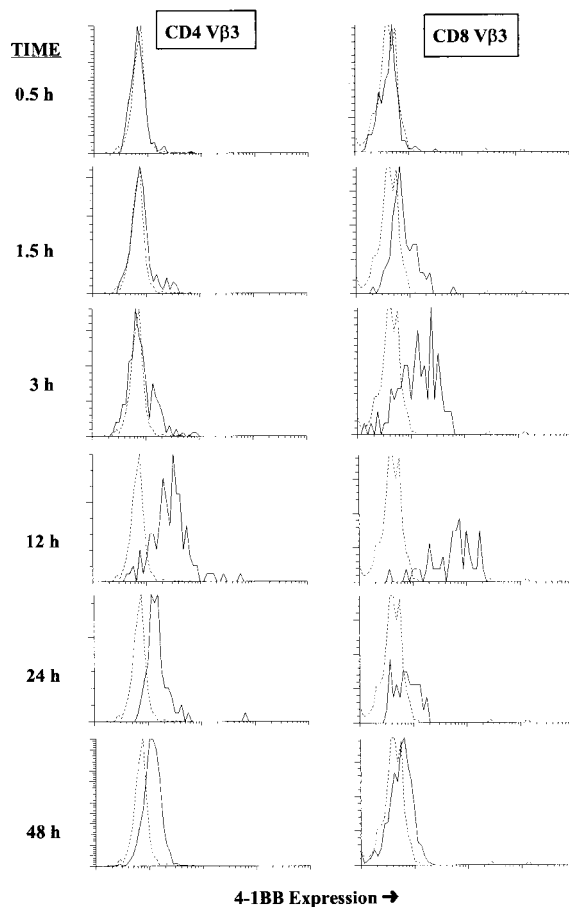 CD4 Vβ3
CD8 Vβ3
TIME
0.5 h
1.5 h
3 h
12 h
24 h
48 h
4-1BB Expression ➔